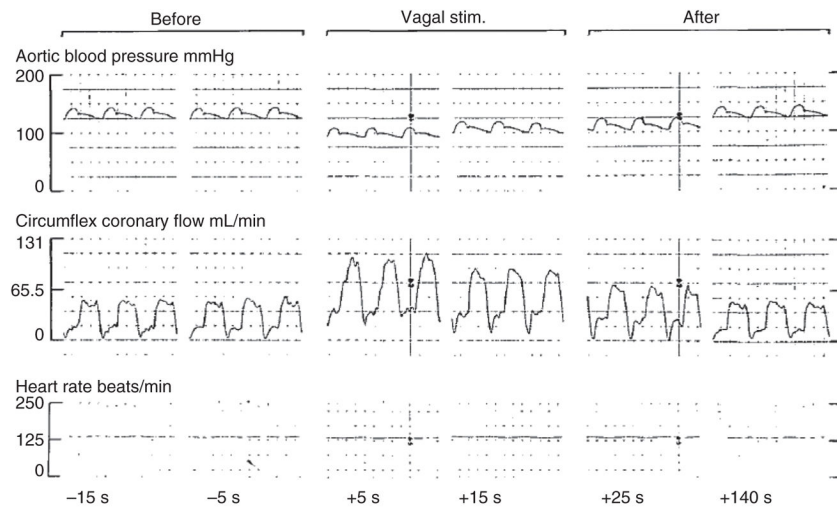 Before Vagal stim. After
Aortic blood pressure mmHg
200
100
0
Circumflex coronary flow mL/min
131
65.5
0
Heart rate beats/min
250
125
0
–15 s –5 s +5 s +15 s +25 s +140 s